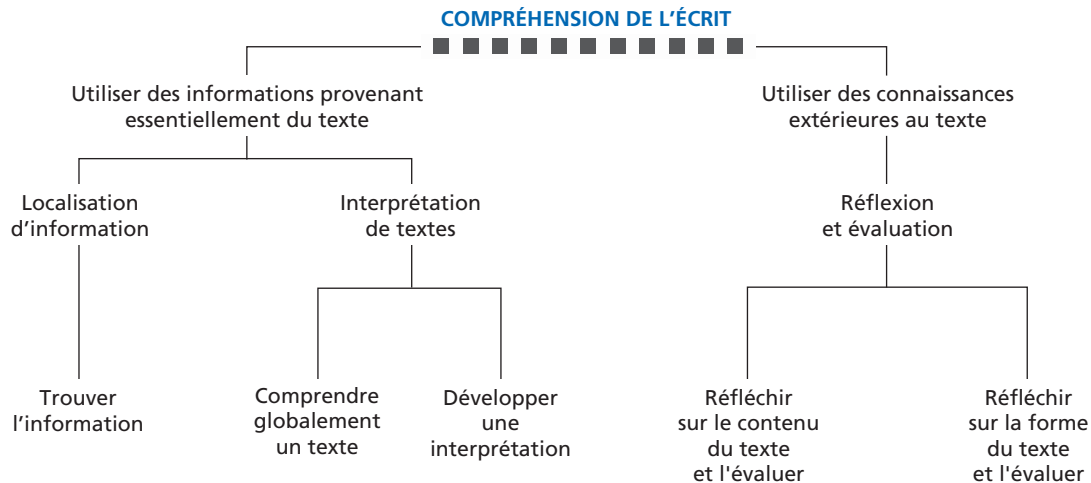 COMPRÉHENSION DE L’ÉCRIT
Utiliser des informations provenant
essentiellement du texte
Utiliser des connaissances
extérieures au texte
Localisation
d’information
Interprétation
de textes
Réflexion
et évaluation
Trouver
l’information
Comprendre
globalement
un texte
Développer
une
interprétation
Réfléchir
sur le contenu
du texte
et l'évaluer
Réfléchir
sur la forme
du texte
et l'évaluer